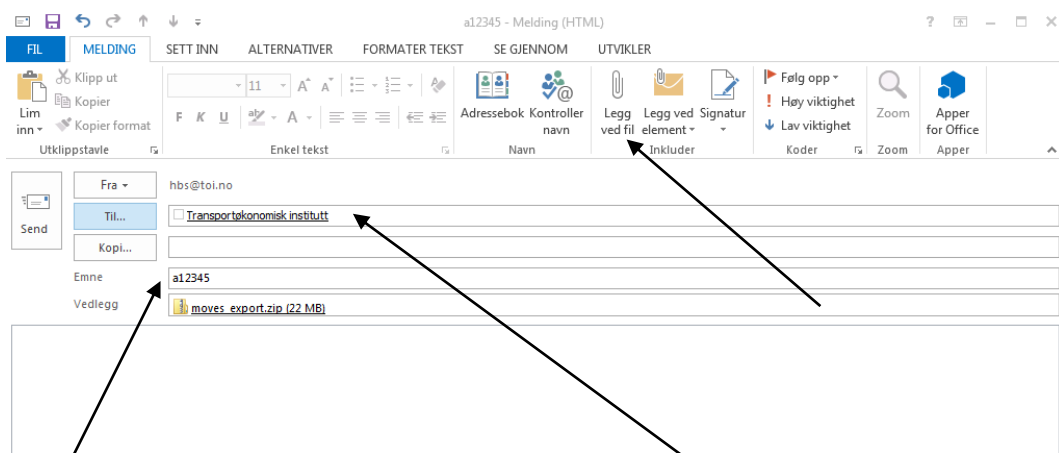 a12345 - Melding (HTML)
FIL MELDING SETT INN ALTERNATIVER FORMATER TEKST SE GJENNOM UTVIKLER
Klipp ut
Kopier
Kopier format
Lim
inn
Utklippstavle
11
F K U
Enkel tekst
Adressebok
Kontroller
navn
Navn
Legg
ved fil
Legg ved
element
Signatur
Inkluder
Følg opp
Høy viktighet
Lav viktighet
Koder
Zoom
Zoom
Apper
for Office
Apper
Send
Fra hbs@toi.no
Til... Transportøkonomisk institutt
Kopi...
Emne a12345
Vedlegg moves_export.zip (22 MB)